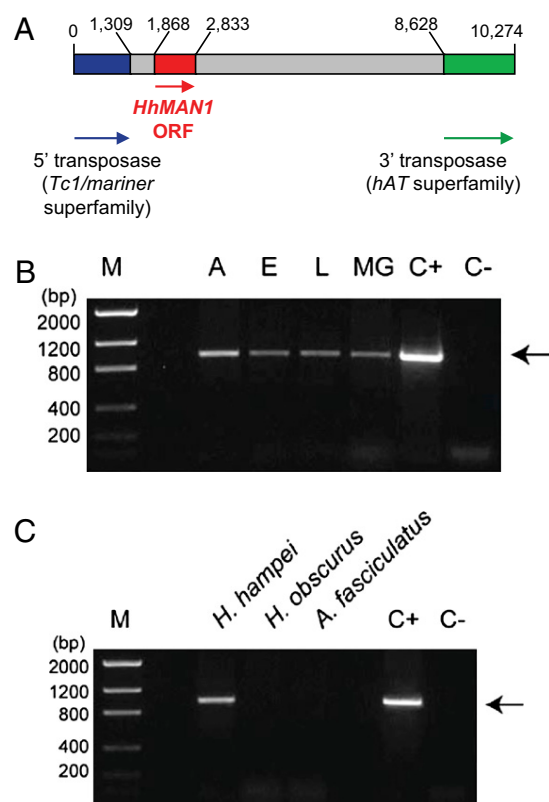 A
0 1,309 1,868 2,833 8,628 10,274
HhMAN1
ORF
5' transposase
(Tc1/mariner
superfamily)
3' transposase
(hAT superfamily)
B
M A E L MG C+ C-
(bp)
2000
1200
800
400
200
C
M H. hampei H. obscurus A. fasciculatus C+ C-
(bp)
2000
1200
800
400
200